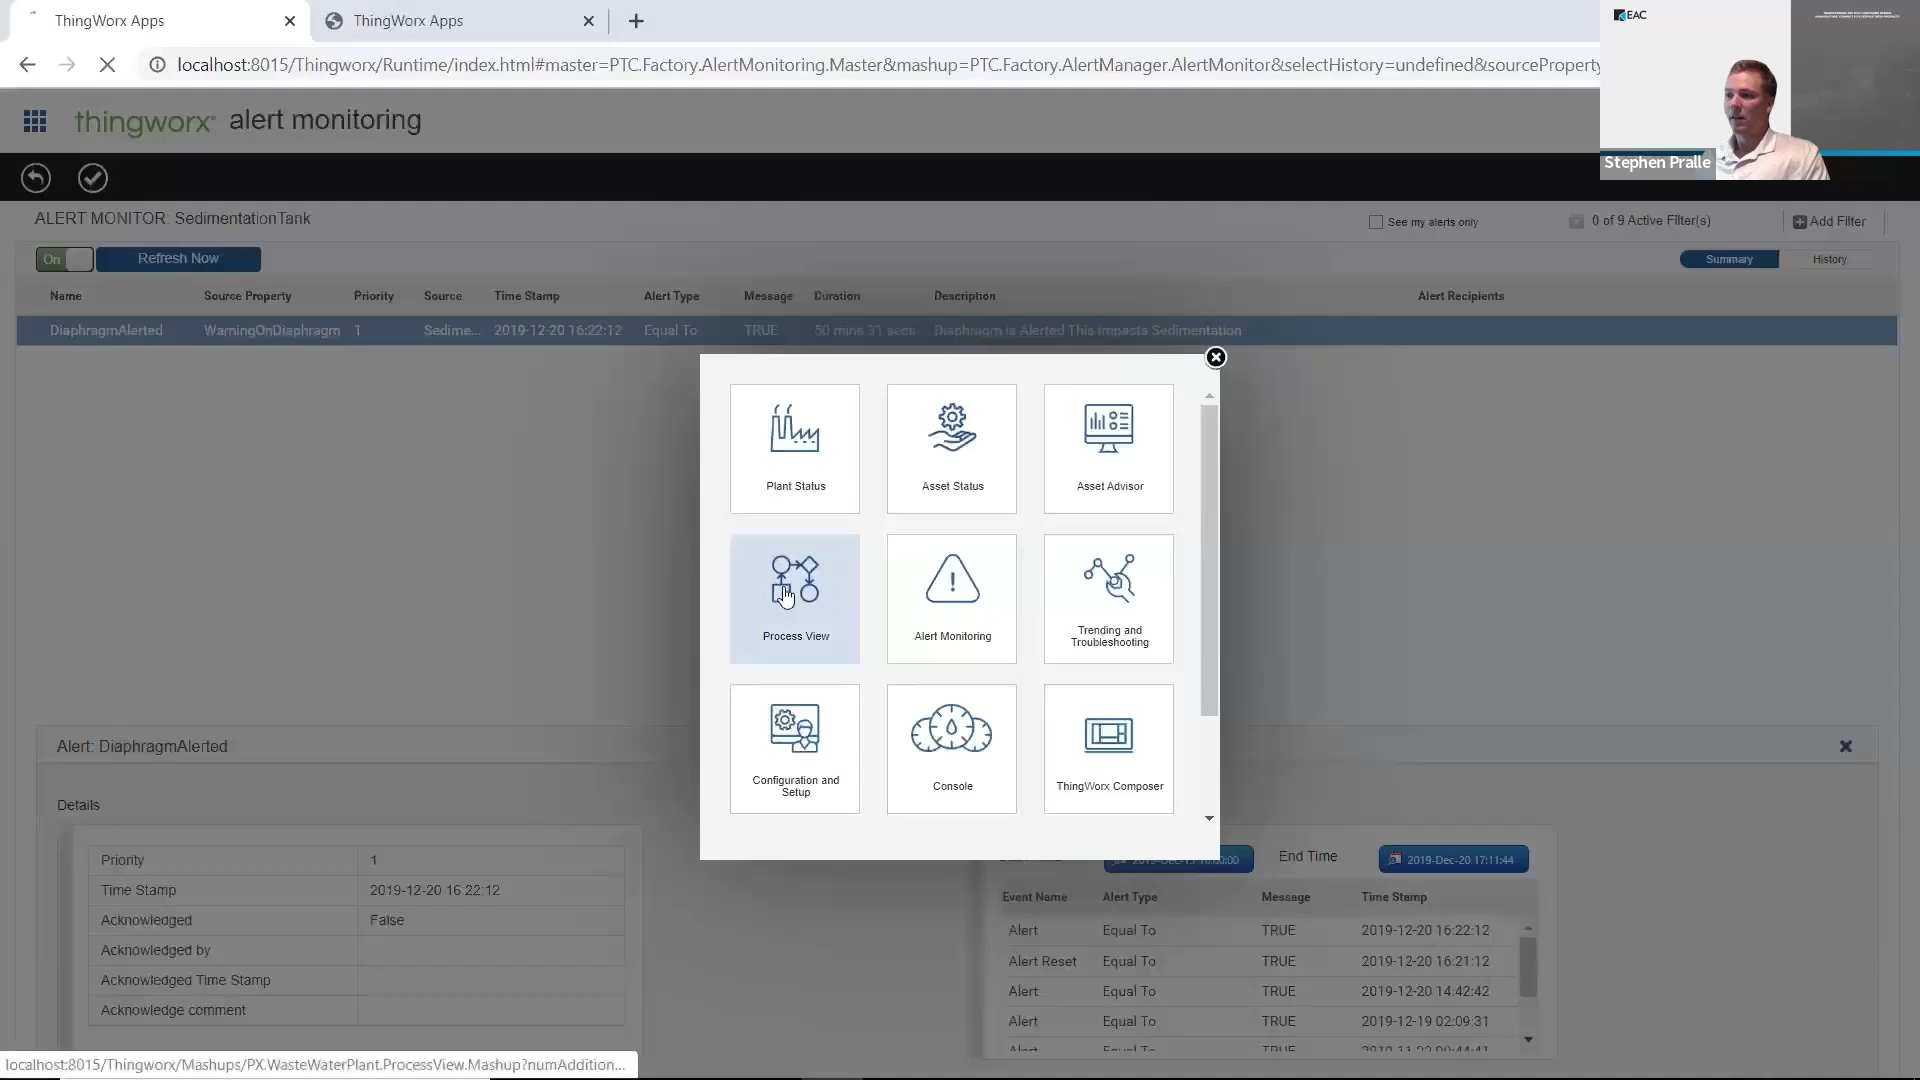 ThingWorx Apps
ThingWorx Apps
localhost:8015/Thingworx/Runtime/index.html#master=PTC.Factory.AlertMonitoring.Master&mashup=PTC.Factory.AlertManager.AlertMonitor&selectHistory=undefined&sourceProperty
EAC
Stephen Pralle
thingworx alert monitoring
ALERT MONITOR: SedimentationTank
See my alerts only
0 of 9 Active Filter(s)
Add Filter
On
Refresh Now
Summary
History
Name Source Property Priority Source Time Stamp Alert Type Message Duration Description Alert Recipients
DiaphragmAlerted WarningOnDiaphragm 1 Sedime... 2019-12-20 16:22:12 Equal To TRUE 50 mins 31 secs Diaphragm is Alerted This Impacts Sedimentation
Plant Status
Asset Status
Asset Advisor
Process View
Alert Monitoring
Trending and
Troubleshooting
Configuration and
Setup
Console
ThingWorx Composer
Alert: DiaphragmAlerted
Details
Priority 1
Time Stamp 2019-12-20 16:22:12
Acknowledged False
Acknowledged by
Acknowledged Time Stamp
Acknowledge comment
End Time
2019-Dec-20 17:11:44
Event Name Alert Type Message Time Stamp
Alert Equal To TRUE 2019-12-20 16:22:12
Alert Reset Equal To TRUE 2019-12-20 16:21:12
Alert Equal To TRUE 2019-12-20 14:42:42
Alert Equal To TRUE 2019-12-19 02:09:31
Alert Equal To TRUE
localhost:8015/Thingworx/Mashups/PX.WasteWaterPlant.ProcessView.Mashup?numAddition...